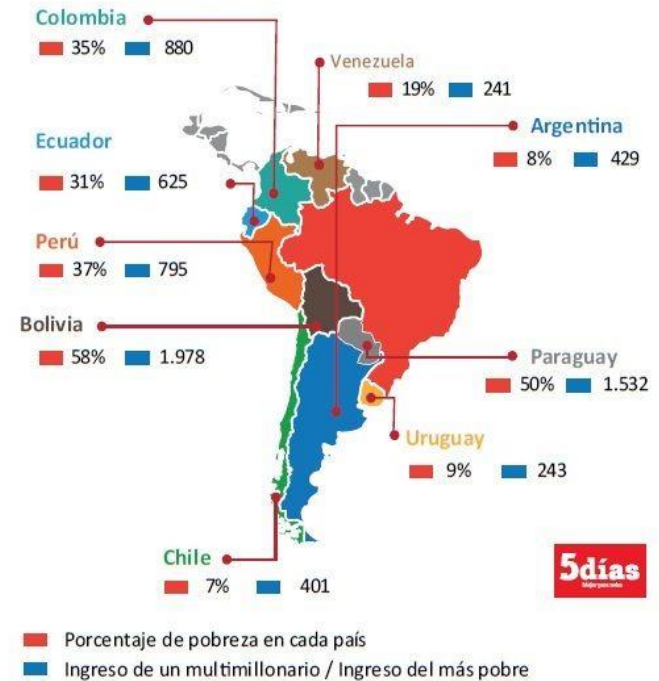 Colombia
35% 880
Venezuela
19% 241
Argentina
8% 429
Ecuador
31% 625
Perú
37% 795
Bolivia
58% 1.978
Paraguay
50% 1.532
Uruguay
9% 243
Chile
7% 401
5días
Porcentaje de pobreza en cada país
Ingreso de un multimillonario / Ingreso del más pobre